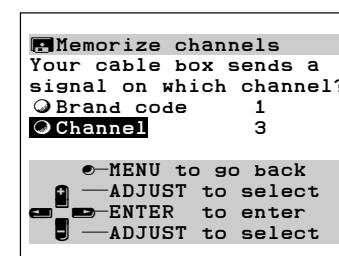 Memorize channels
Your cable box sends a
signal on which channel?
Brand code 1
Channel 3
MENU to go back
ADJUST to select
ENTER to enter
ADJUST to select